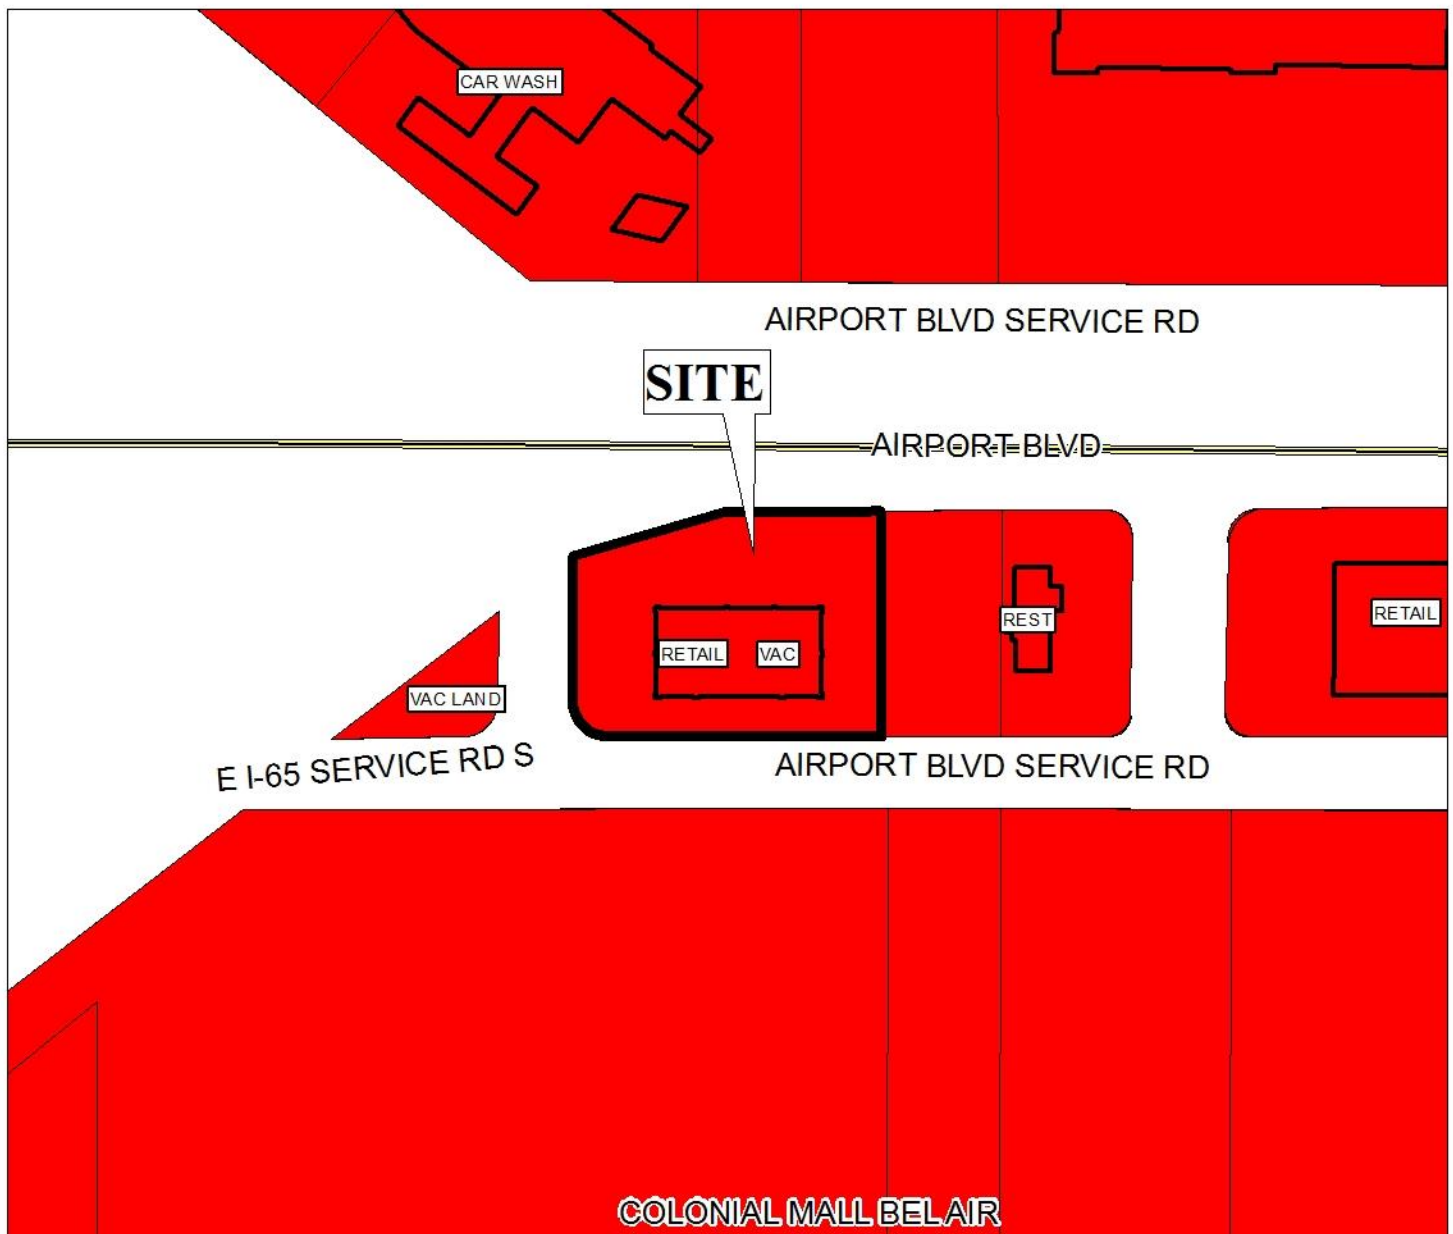 CAR WASH
AIRPORT BLVD SERVICE RD
SITE
AIRPORT BLVD
REST
RETAIL
RETAIL
VAC
VAC LAND
E I-65 SERVICE RD S
AIRPORT BLVD SERVICE RD
COLONIAL MALL BEL AIR